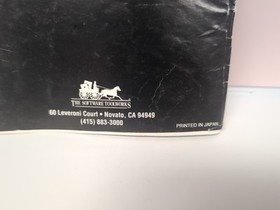 THE SOFTWARE TOOLWORKS
60 Leveroni Court • Novato, CA 94949
(415) 883-3000
PRINTED IN JAPAN